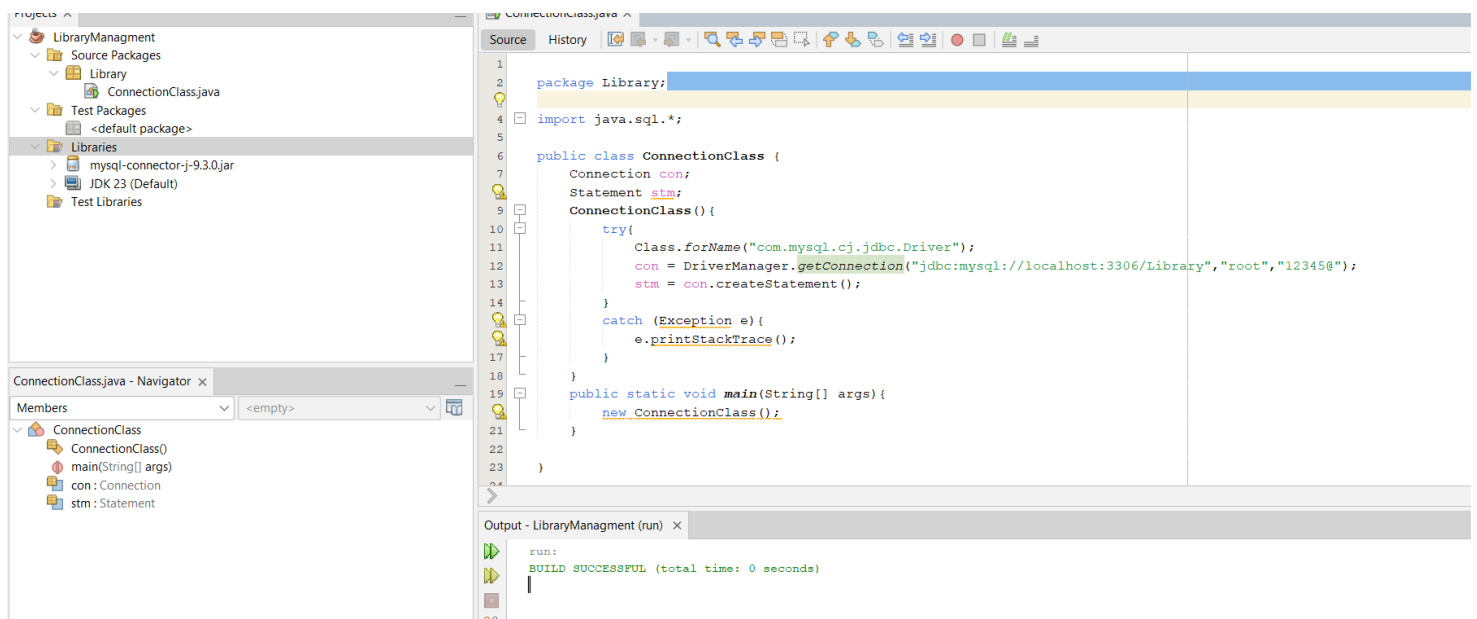 Projects
LibraryManagment
Source Packages
Library
ConnectionClass.java
Test Packages
<default package>
Libraries
mysql-connector-j-9.3.0.jar
JDK 23 (Default)
Test Libraries
ConnectionClass.java - Navigator
Members
<empty>
ConnectionClass
ConnectionClass()
main(String[] args)
con : Connection
stm : Statement
ConnectionClass.java
Source History
1
2 package Library;
4 import java.sql.*;
5
6 public class ConnectionClass {
7 Connection con;
Statement stm;
9 ConnectionClass(){
10 try{
11 Class.forName("com.mysql.cj.jdbc.Driver");
12 con = DriverManager.getConnection("jdbc:mysql://localhost:3306/Library","root","12345@");
13 stm = con.createStatement();
14 }
catch (Exception e){
e.printStackTrace();
17 }
18 }
19 public static void main(String[] args){
new ConnectionClass();
21 }
22
23 }
24
Output - LibraryManagment (run)
run:
BUILD SUCCESSFUL (total time: 0 seconds)